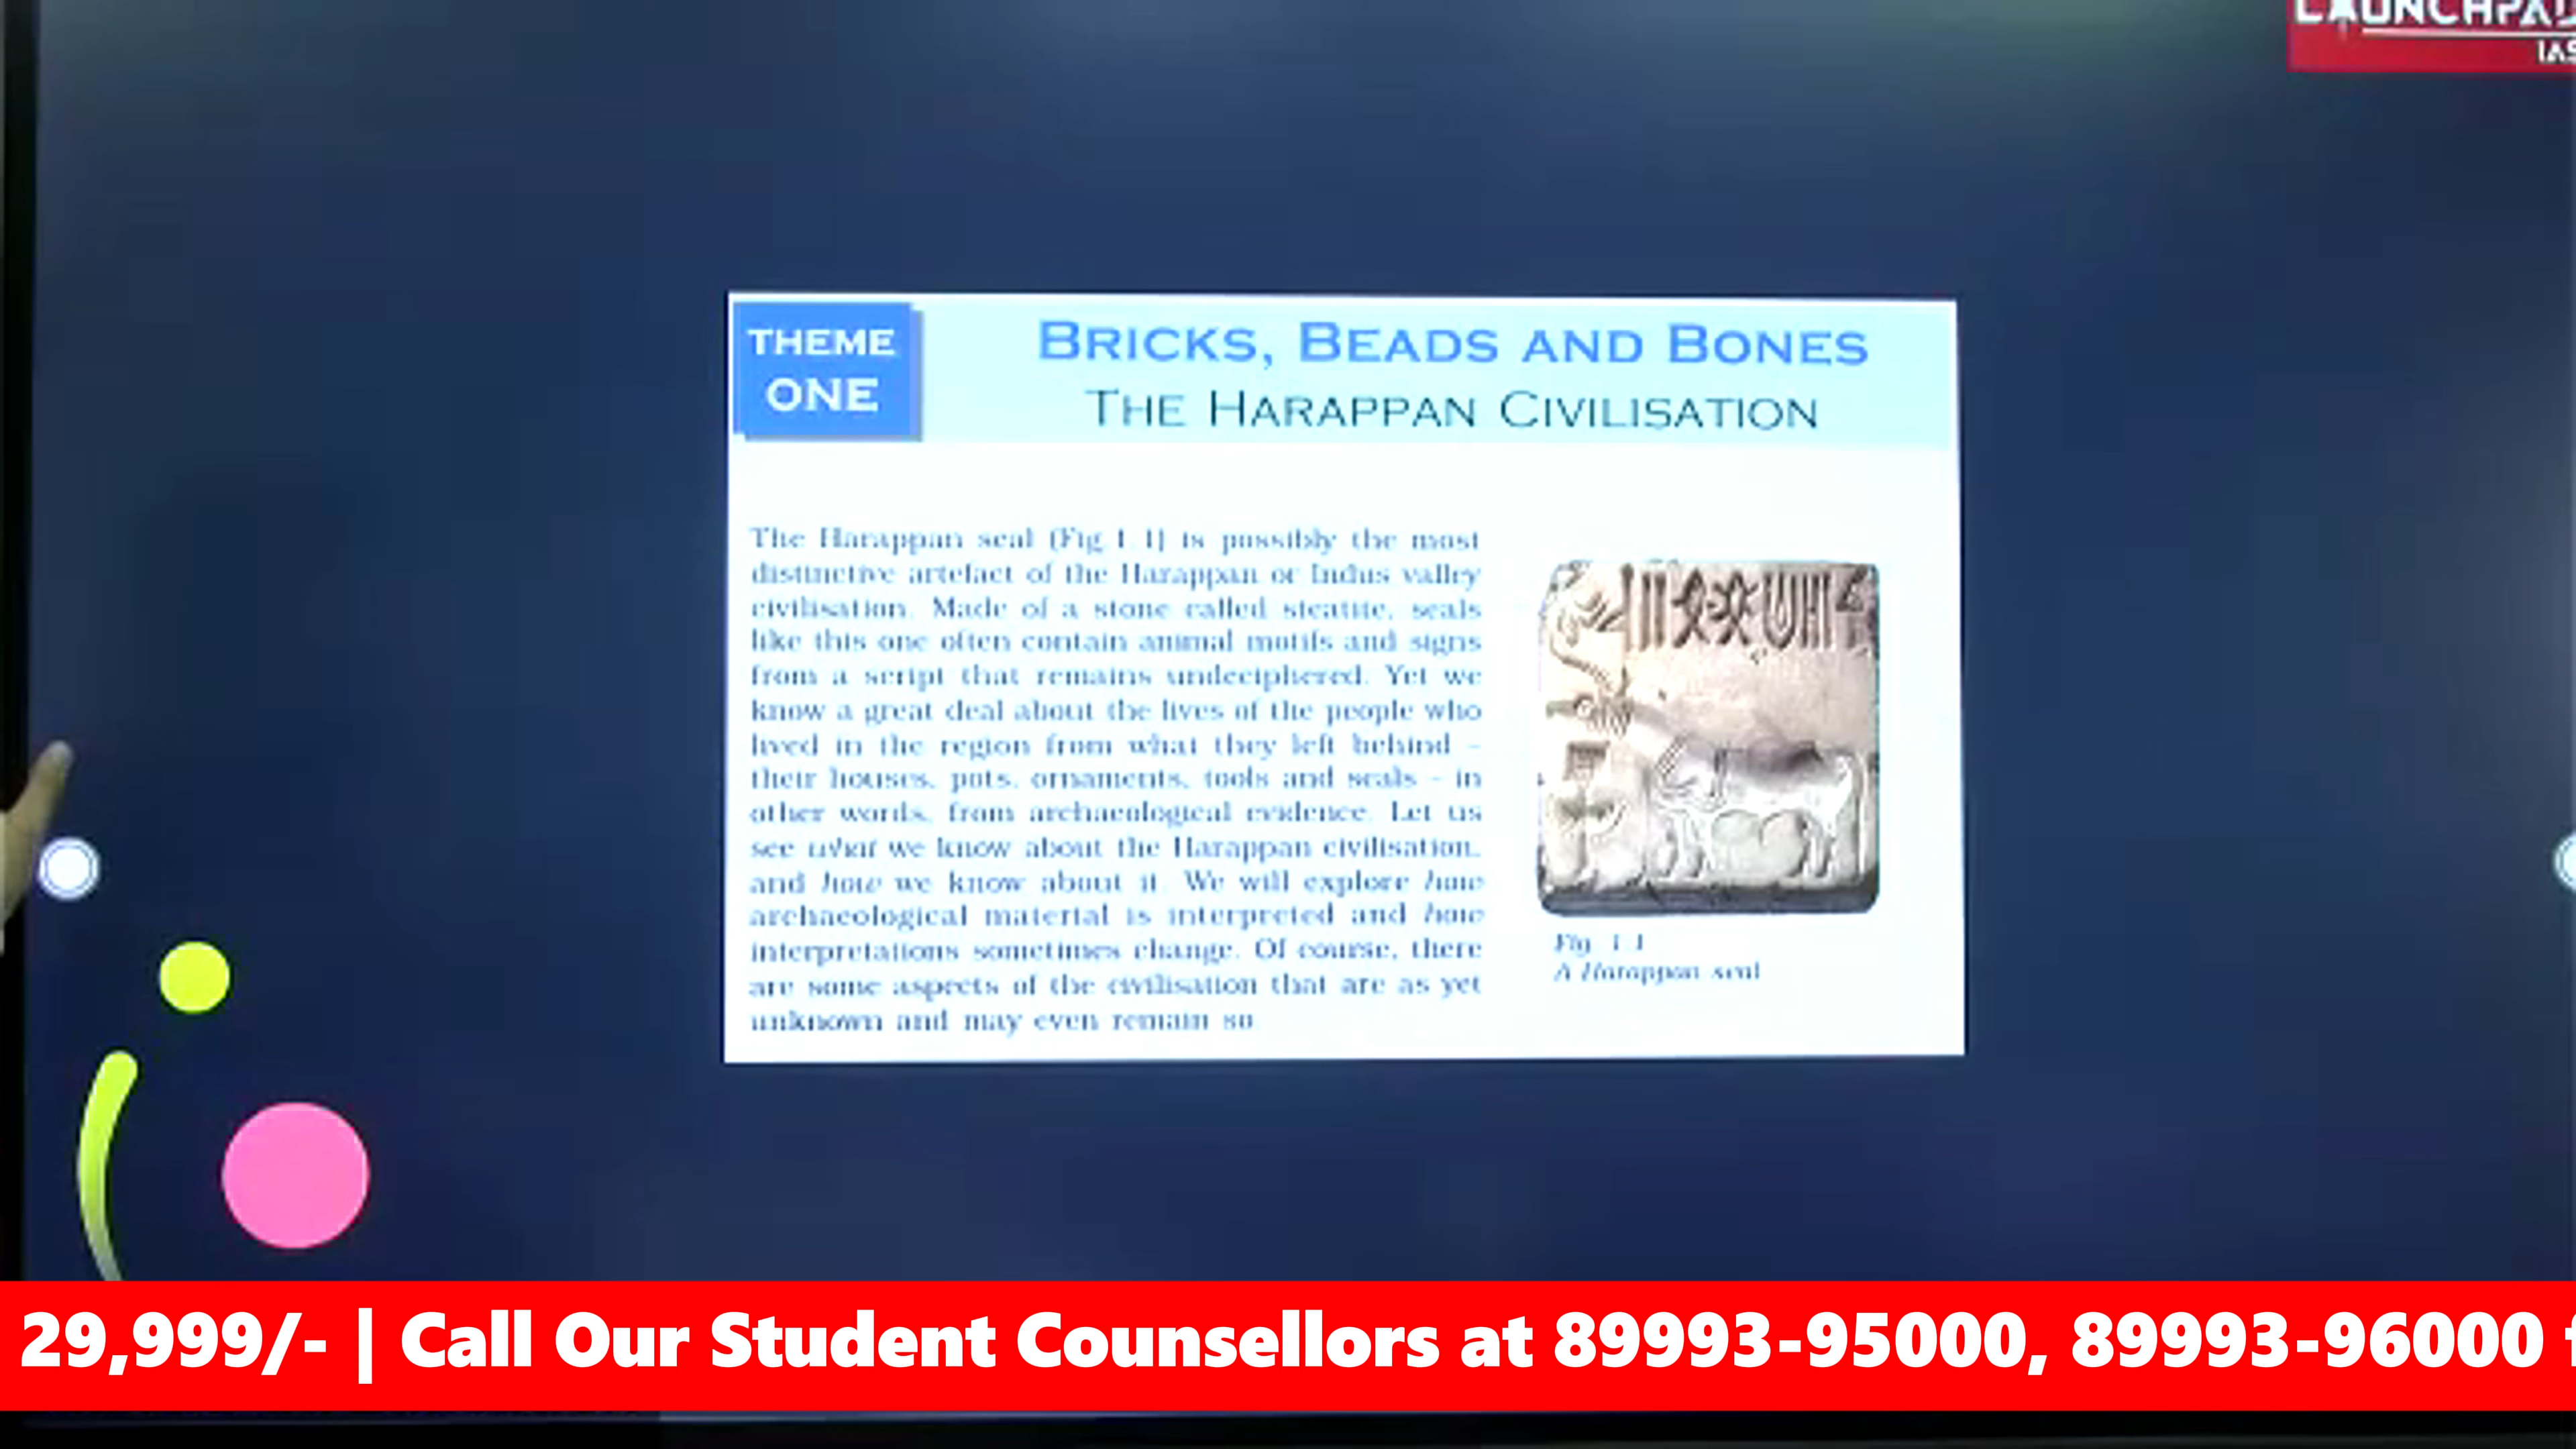 LAUNCHPAD
IAS
THEME
ONE
BRICKS, BEADS AND BONES
THE HARAPPAN CIVILISATION
The Harappan seal (Fig.1.1) is possibly the most
distinctive artefact of the Harappan or Indus valley
civilisation. Made of a stone called steatite, seals
like this one often contain animal motifs and signs
from a script that remains undeciphered. Yet we
know a great deal about the lives of the people who
lived in the region from what they left behind –
their houses, pots, ornaments, tools and seals – in
other words, from archaeological evidence. Let us
see what we know about the Harappan civilisation,
and how we know about it. We will explore how
archaeological material is interpreted and how
interpretations sometimes change. Of course, there
are some aspects of the civilisation that are as yet
unknown and may even remain so.
Fig. 1.1
A Harappan seal
29,999/- | Call Our Student Counsellors at 89993-95000, 89993-96000